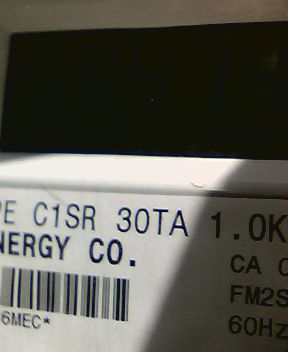 PE C1SR 30TA 1.0K
NERGY CO.
CA
FM2S
6MEC*
60Hz